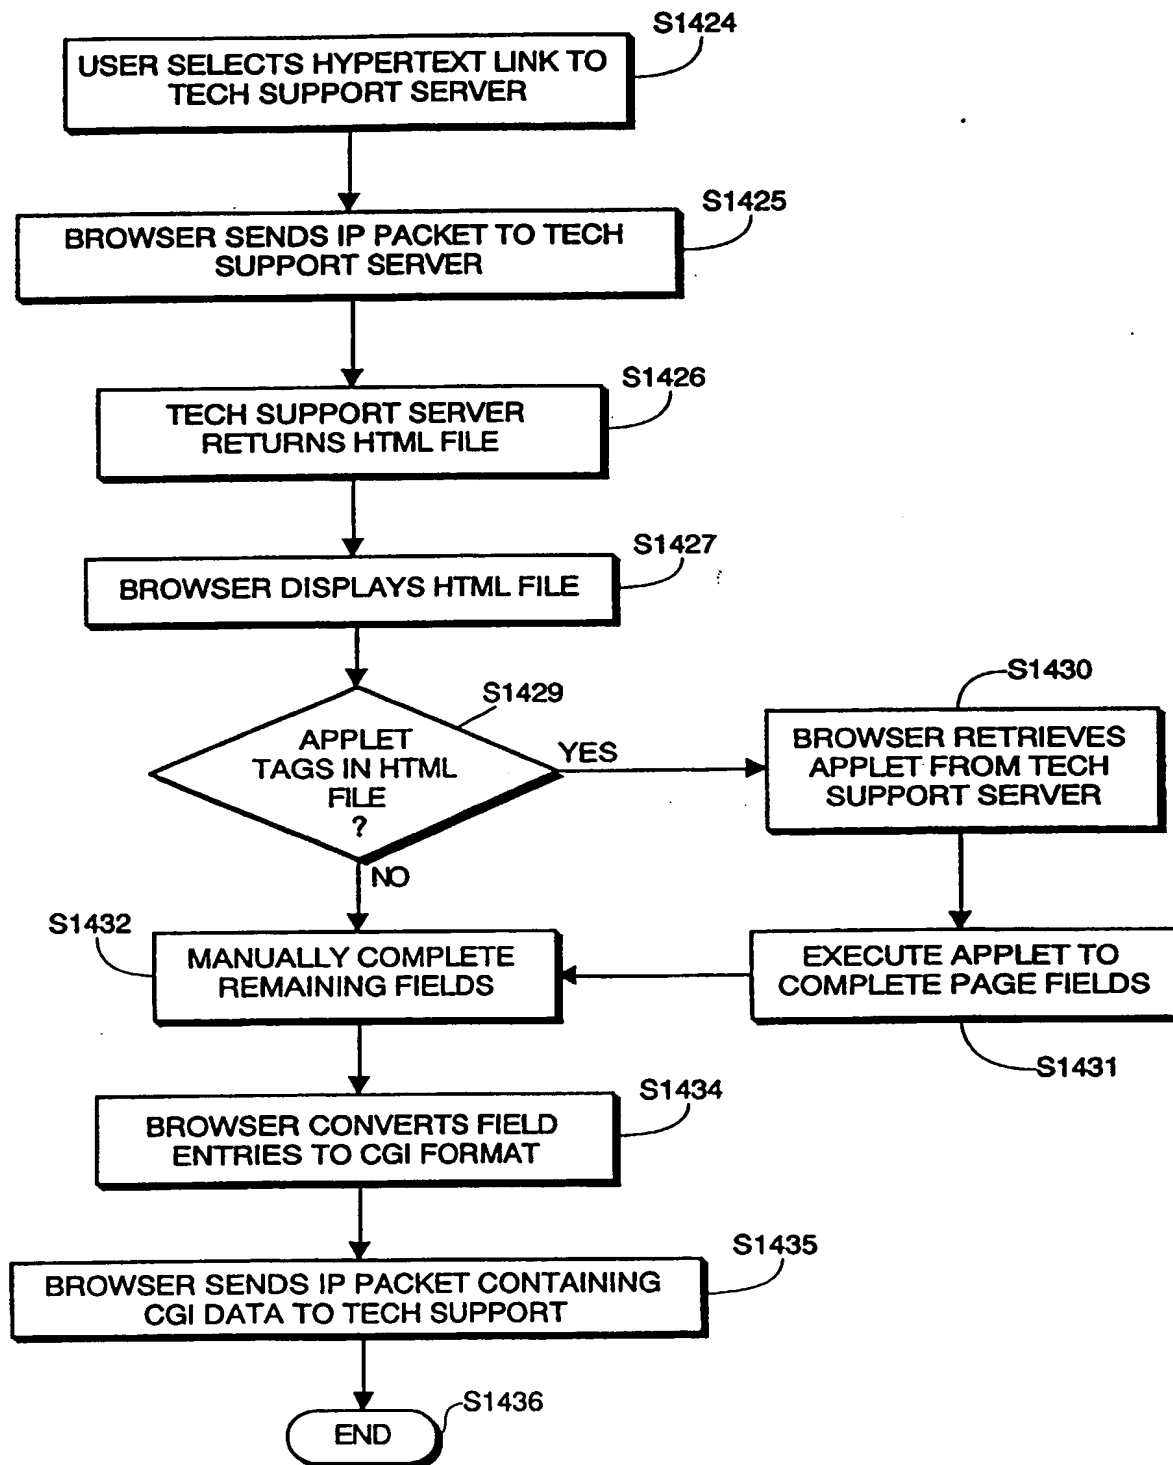 S1424
USER SELECTS HYPERTEXT LINK TO
TECH SUPPORT SERVER
S1425
BROWSER SENDS IP PACKET TO TECH
SUPPORT SERVER
S1426
TECH SUPPORT SERVER
RETURNS HTML FILE
S1427
BROWSER DISPLAYS HTML FILE
S1429
APPLET
TAGS IN HTML
FILE
?
YES
NO
S1430
BROWSER RETRIEVES
APPLET FROM TECH
SUPPORT SERVER
EXECUTE APPLET TO
COMPLETE PAGE FIELDS
S1431
S1432
MANUALLY COMPLETE
REMAINING FIELDS
S1434
BROWSER CONVERTS FIELD
ENTRIES TO CGI FORMAT
S1435
BROWSER SENDS IP PACKET CONTAINING
CGI DATA TO TECH SUPPORT
S1436
END